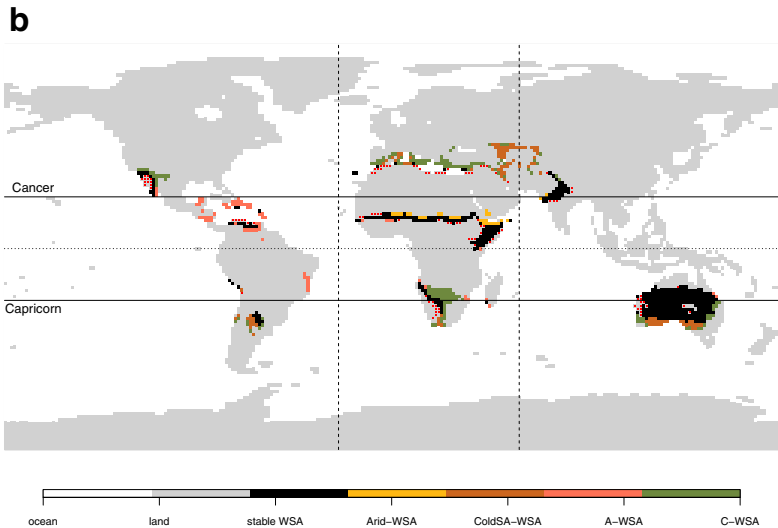 b
Cancer
Capricorn
ocean land stable WSA Arid−WSA ColdSA−WSA A−WSA C−WSA